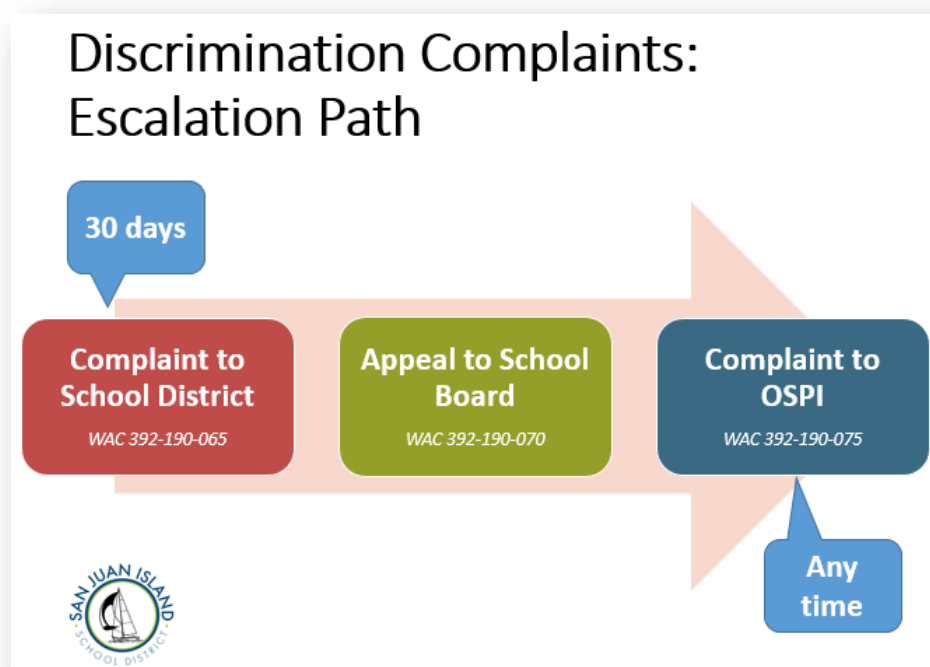 Discrimination Complaints:
Escalation Path
30 days
Complaint to
School District
WAC 392-190-065
Appeal to School
Board
WAC 392-190-070
Complaint to
OSPI
WAC 392-190-075
Any
time
SAN JUAN ISLAND
SCHOOL DISTRICT